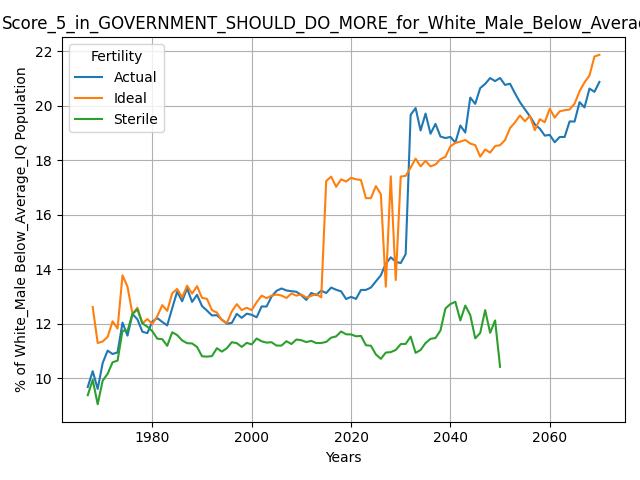 Score_5_in_GOVERNMENT_SHOULD_DO_MORE_for_White_Male_Below_Avera
Fertility
Actual
Ideal
Sterile
% of White_Male Below_Average_IQ Population
22
20
18
16
14
12
10
1980
2000
2020
2040
2060
Years